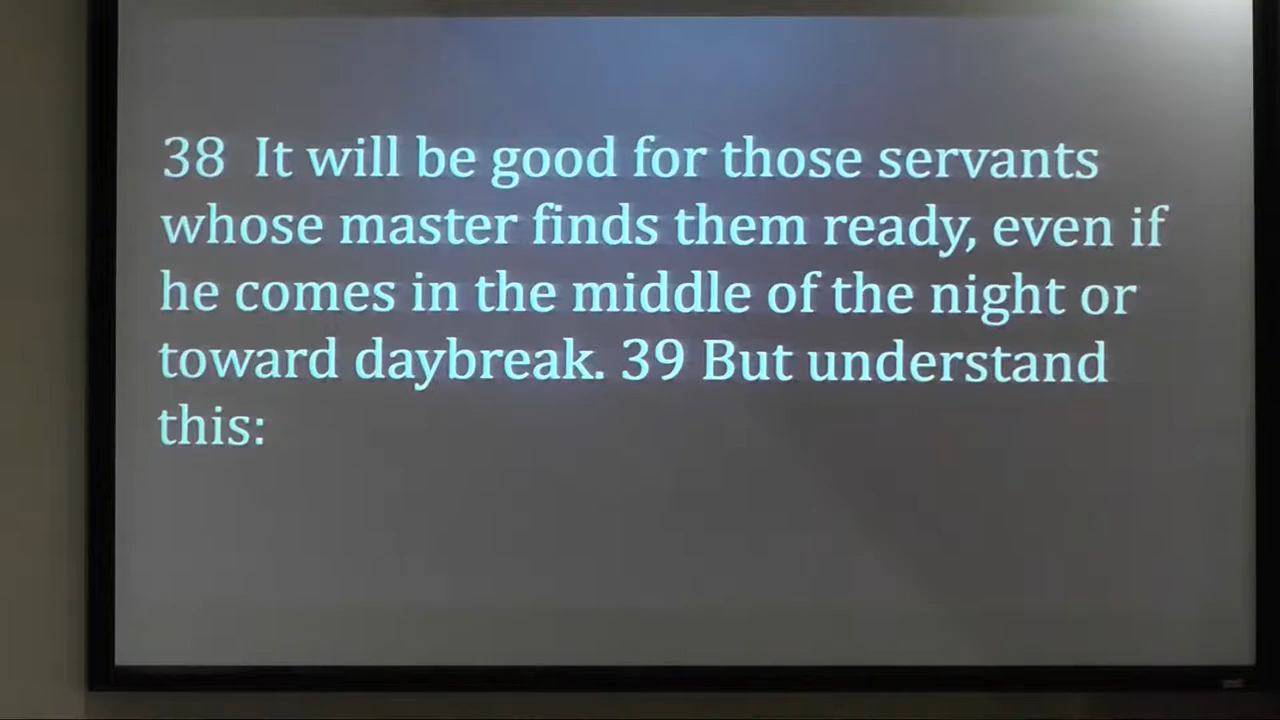 38  It will be good for those servants
whose master finds them ready, even if
he comes in the middle of the night or
toward daybreak. 39 But understand
this: